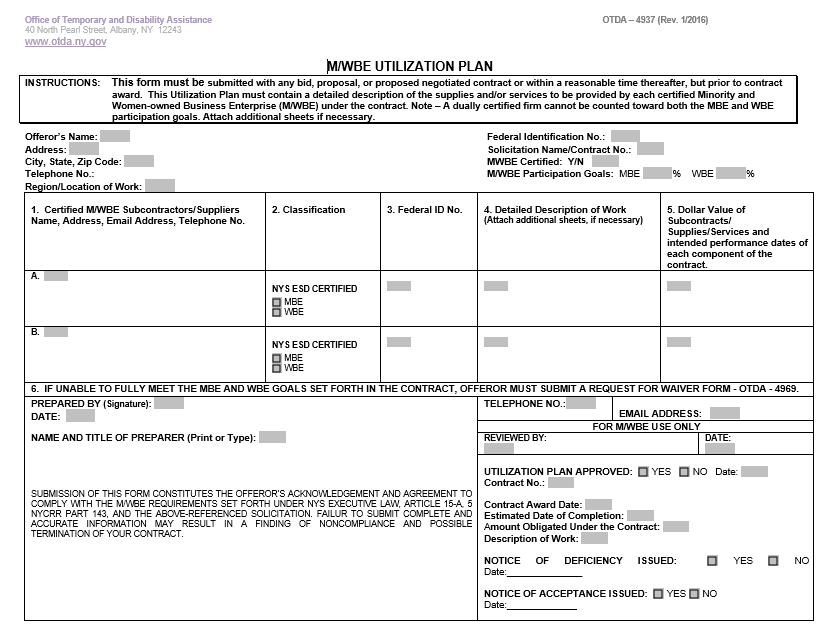 Office of Temporary and Disability Assistance
OTDA – 4937 (Rev. 1/2016)
40 North Pearl Street, Albany, NY  12243
www.otda.ny.gov
M/WBE UTILIZATION PLAN
INSTRUCTIONS: This form must be submitted with any bid, proposal, or proposed negotiated contract or within a reasonable time thereafter, but prior to contract
award. This Utilization Plan must contain a detailed description of the supplies and/or services to be provided by each certified Minority and
Women-owned Business Enterprise (M/WBE) under the contract. Note – A dually certified firm cannot be counted toward both the MBE and WBE
participation goals. Attach additional sheets if necessary.
Offeror's Name:
Address:
City, State, Zip Code:
Telephone No.:
Region/Location of Work:
Federal Identification No.:
Solicitation Name/Contract No.:
MWBE Certified:  Y/N
M/WBE Participation Goals:  MBE % WBE %
1.  Certified M/WBE Subcontractors/Suppliers
Name, Address, Email Address, Telephone No.
2. Classification
3. Federal ID No.
4. Detailed Description of Work
(Attach additional sheets, if necessary)
5. Dollar Value of
Subcontracts/
Supplies/Services and
intended performance dates of
each component of the
contract.
A.
NYS ESD CERTIFIED
MBE
WBE
B.
NYS ESD CERTIFIED
MBE
WBE
6.  IF UNABLE TO FULLY MEET THE MBE AND WBE GOALS SET FORTH IN THE CONTRACT, OFFEROR MUST SUBMIT A REQUEST FOR WAIVER FORM - OTDA - 4969.
PREPARED BY (Signature):
DATE:
NAME AND TITLE OF PREPARER (Print or Type):
SUBMISSION OF THIS FORM CONSTITUTES THE OFFEROR'S ACKNOWLEDGEMENT AND AGREEMENT TO
COMPLY WITH THE M/WBE REQUIREMENTS SET FORTH UNDER NYS EXECUTIVE LAW, ARTICLE 15-A, 5
NYCRR PART 143, AND THE ABOVE-REFERENCED SOLICITATION. FAILUR TO SUBMIT COMPLETE AND
ACCURATE INFORMATION MAY RESULT IN A FINDING OF NONCOMPLIANCE AND POSSIBLE
TERMINATION OF YOUR CONTRACT.
TELEPHONE NO.:
EMAIL ADDRESS:
FOR M/WBE USE ONLY
REVIEWED BY:
DATE:
UTILIZATION PLAN APPROVED: YES NO Date:
Contract No.:
Contract Award Date:
Estimated Date of Completion:
Amount Obligated Under the Contract:
Description of Work:
NOTICE OF DEFICIENCY ISSUED: YES NO
Date:______________
NOTICE OF ACCEPTANCE ISSUED: YES NO
Date:_____________